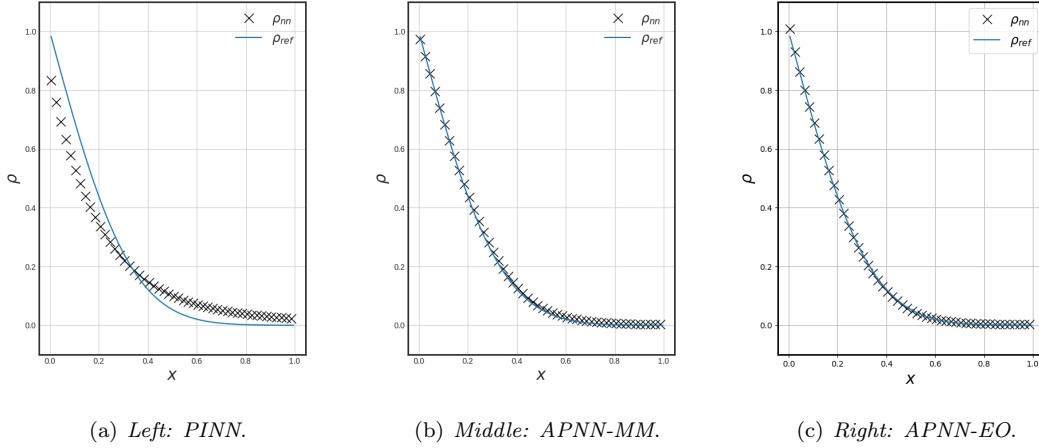 × ρnn
— ρref
1.0
0.8
0.6
0.4
0.2
0.0
ρ
0.0 0.2 0.4 0.6 0.8 1.0
x
(a) Left: PINN.
× ρnn
— ρref
1.0
0.8
0.6
0.4
0.2
0.0
ρ
0.0 0.2 0.4 0.6 0.8 1.0
x
(b) Middle: APNN-MM.
× ρnn
— ρref
1.0
0.8
0.6
0.4
0.2
0.0
ρ
0.0 0.2 0.4 0.6 0.8 1.0
x
(c) Right: APNN-EO.